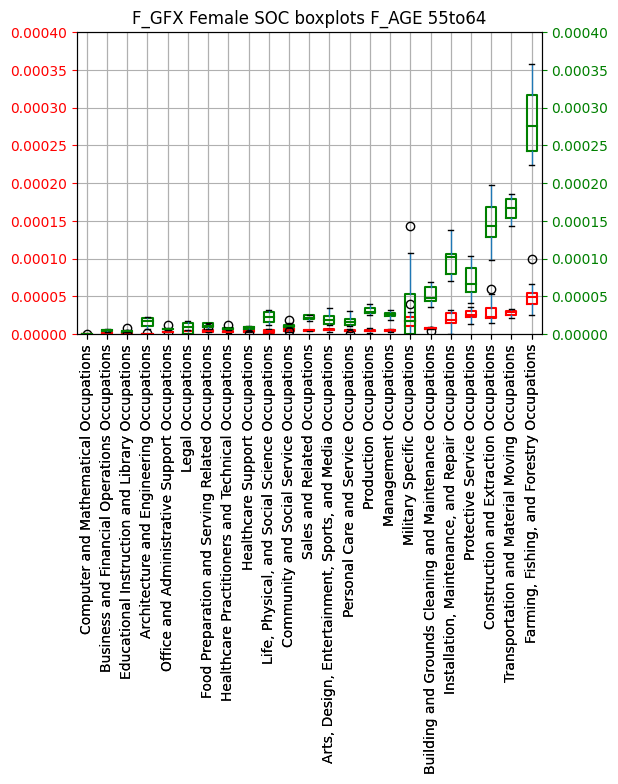 F_GFX Female SOC boxplots F_AGE 55to64
0.00040
0.00035
0.00030
0.00025
0.00020
0.00015
0.00010
0.00005
0.00000
0.00040
0.00035
0.00030
0.00025
0.00020
0.00015
0.00010
0.00005
0.00000
Computer and Mathematical Occupations
Business and Financial Operations Occupations
Educational Instruction and Library Occupations
Architecture and Engineering Occupations
Office and Administrative Support Occupations
Legal Occupations
Food Preparation and Serving Related Occupations
Healthcare Practitioners and Technical Occupations
Healthcare Support Occupations
Life, Physical, and Social Science Occupations
Community and Social Service Occupations
Sales and Related Occupations
Arts, Design, Entertainment, Sports, and Media Occupations
Personal Care and Service Occupations
Production Occupations
Management Occupations
Military Specific Occupations
Building and Grounds Cleaning and Maintenance Occupations
Installation, Maintenance, and Repair Occupations
Protective Service Occupations
Construction and Extraction Occupations
Transportation and Material Moving Occupations
Farming, Fishing, and Forestry Occupations